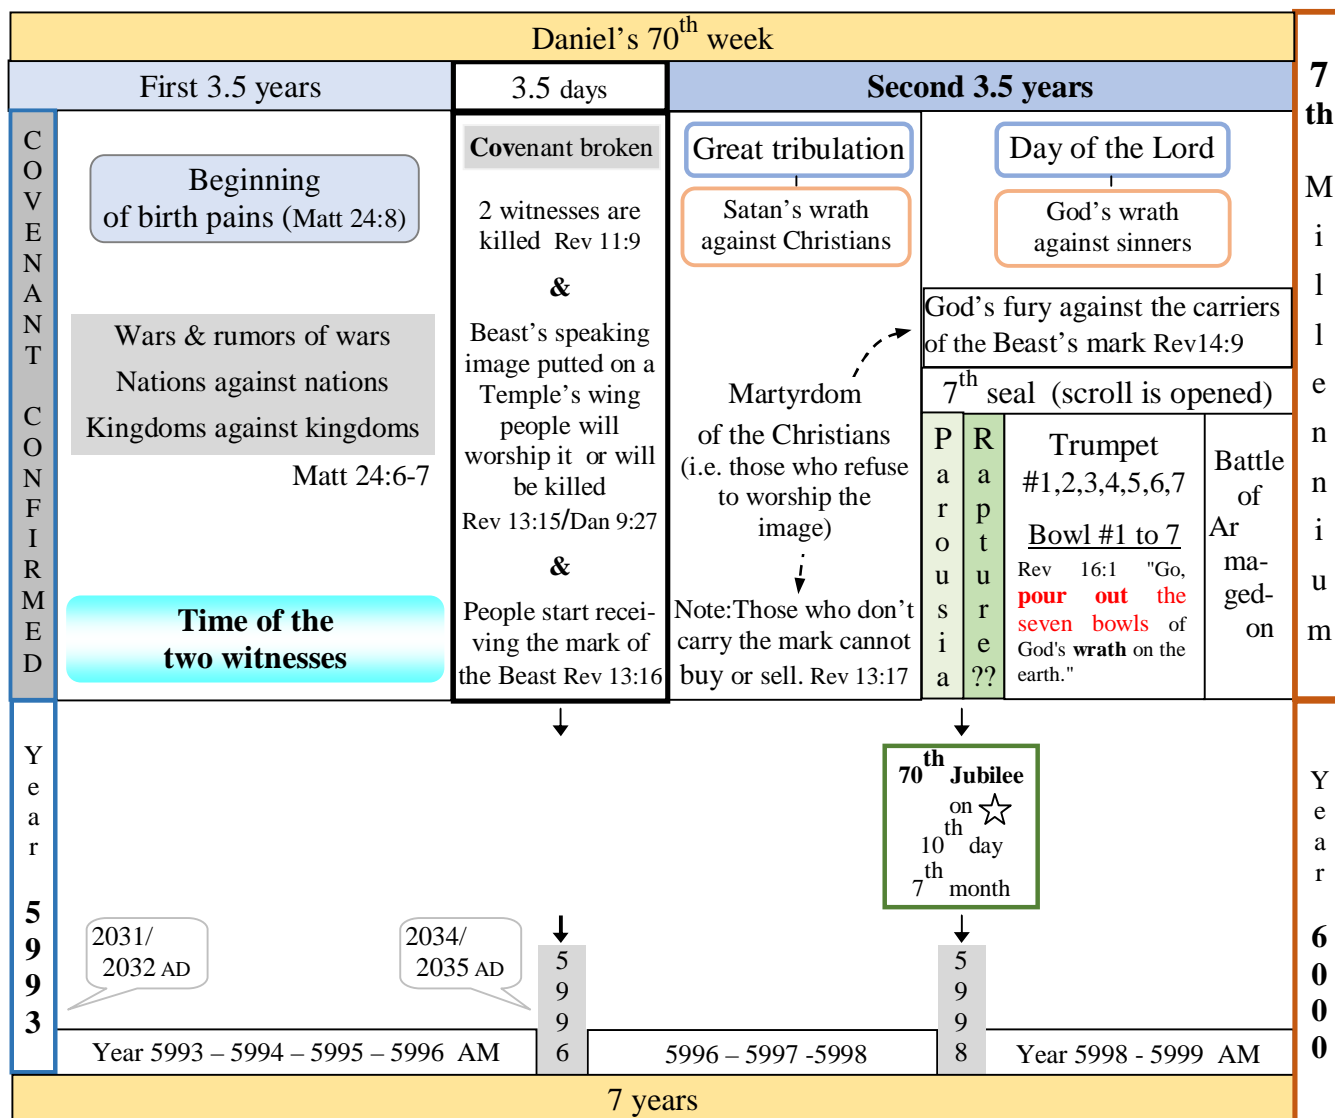 Daniel's 70th week
First 3.5 years
3.5 days
Second 3.5 years
7th Millennium
COVENANT CONFIRMED
Beginning
of birth pains (Matt 24:8)
Wars & rumors of wars
Nations against nations
Kingdoms against kingdoms
Matt 24:6-7
Time of the
two witnesses
Covenant broken
2 witnesses are
killed Rev 11:9
&
Beast's speaking
image putted on a
Temple's wing
people will
worship it or will
be killed
Rev 13:15/Dan 9:27
&
People start recei-
ving the mark of
the Beast Rev 13:16
Great tribulation
Satan's wrath
against Christians
Martyrdom
of the Christians
(i.e. those who refuse
to worship the
image)
Note:Those who don't
carry the mark cannot
buy or sell. Rev 13:17
Day of the Lord
God's wrath
against sinners
God's fury against the carriers
of the Beast's mark Rev14:9
7th seal (scroll is opened)
Parousia
Rapture??
Trumpet
#1,2,3,4,5,6,7
Bowl #1 to 7
Rev 16:1 "Go,
pour out the
seven bowls of
God's wrath on the
earth."
Battle
of
Ar
ma-
ged-
on
Year 5993
2031/
2032 AD
2034/
2035 AD
5996
70th Jubilee
on ☆
10th day
7th month
5998
Year 6000
Year 5993 – 5994 – 5995 – 5996 AM
5996 – 5997 -5998
Year 5998 - 5999 AM
7 years